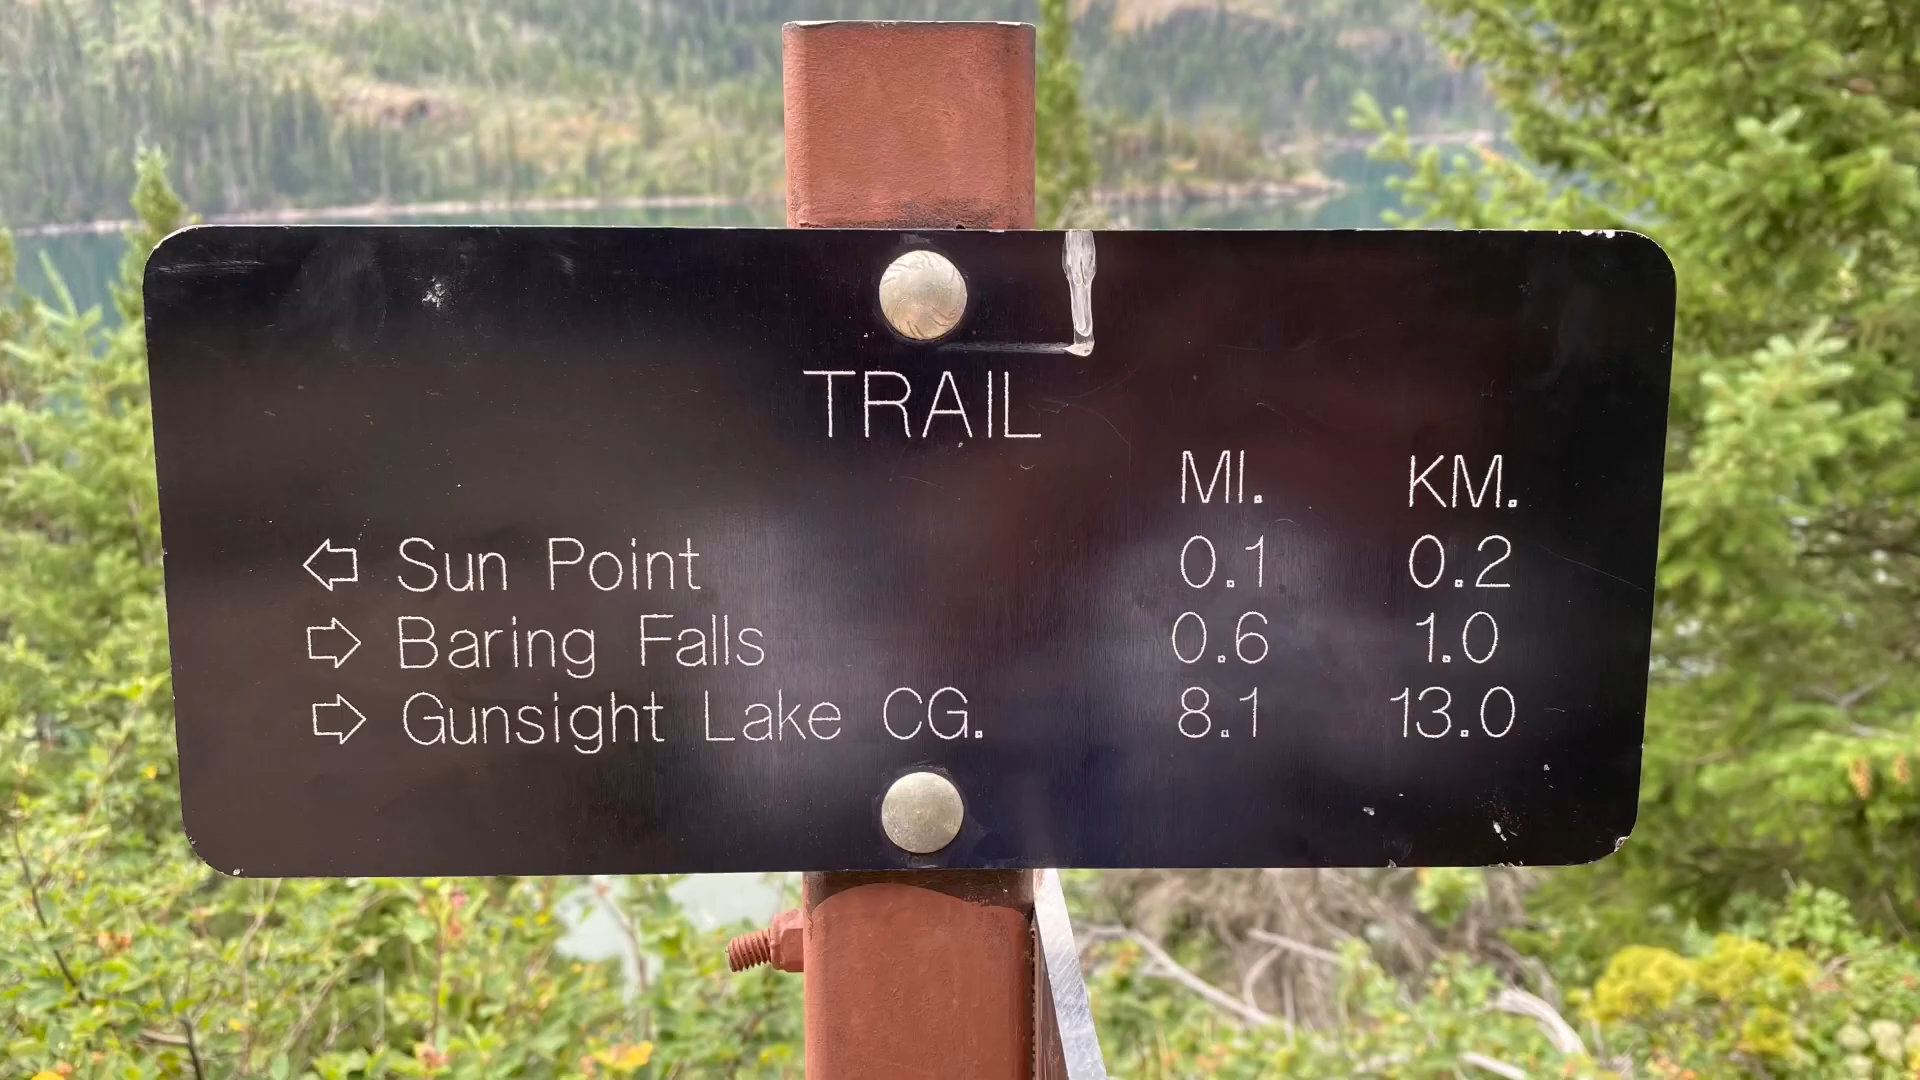 TRAIL
MI. KM.
⇦ Sun Point 0.1 0.2
⇨ Baring Falls 0.6 1.0
⇨ Gunsight Lake CG. 8.1 13.0